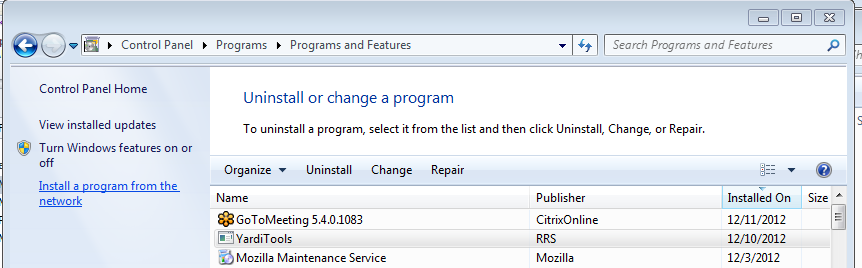 Control Panel Programs Programs and Features Search Programs and Features
Control Panel Home
View installed updates
Turn Windows features on or
off
Install a program from the
network
Uninstall or change a program
To uninstall a program, select it from the list and then click Uninstall, Change, or Repair.
Organize Uninstall Change Repair
Name Publisher Installed On Size
GoToMeeting 5.4.0.1083 CitrixOnline 12/11/2012
YardiTools RRS 12/10/2012
Mozilla Maintenance Service Mozilla 12/3/2012